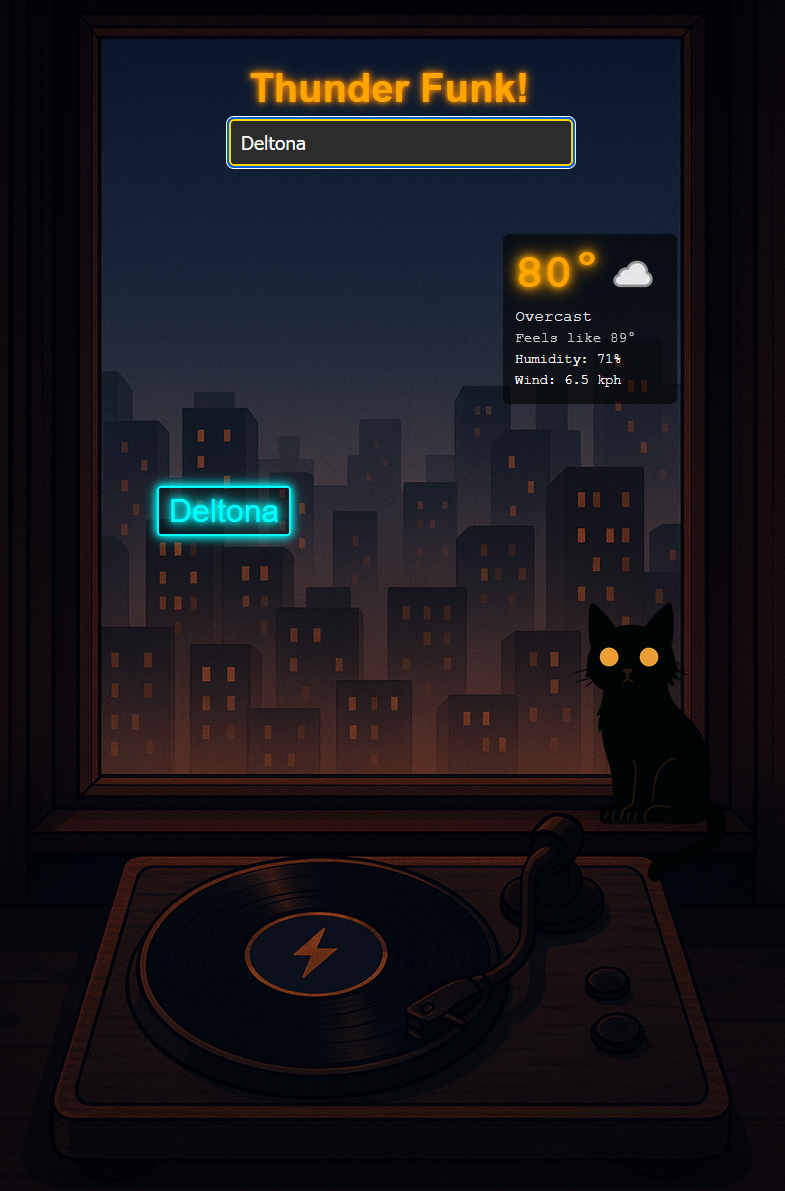 Thunder Funk!
Deltona
80°
Overcast
Feels like 89°
Humidity: 71%
Wind: 6.5 kph
Deltona